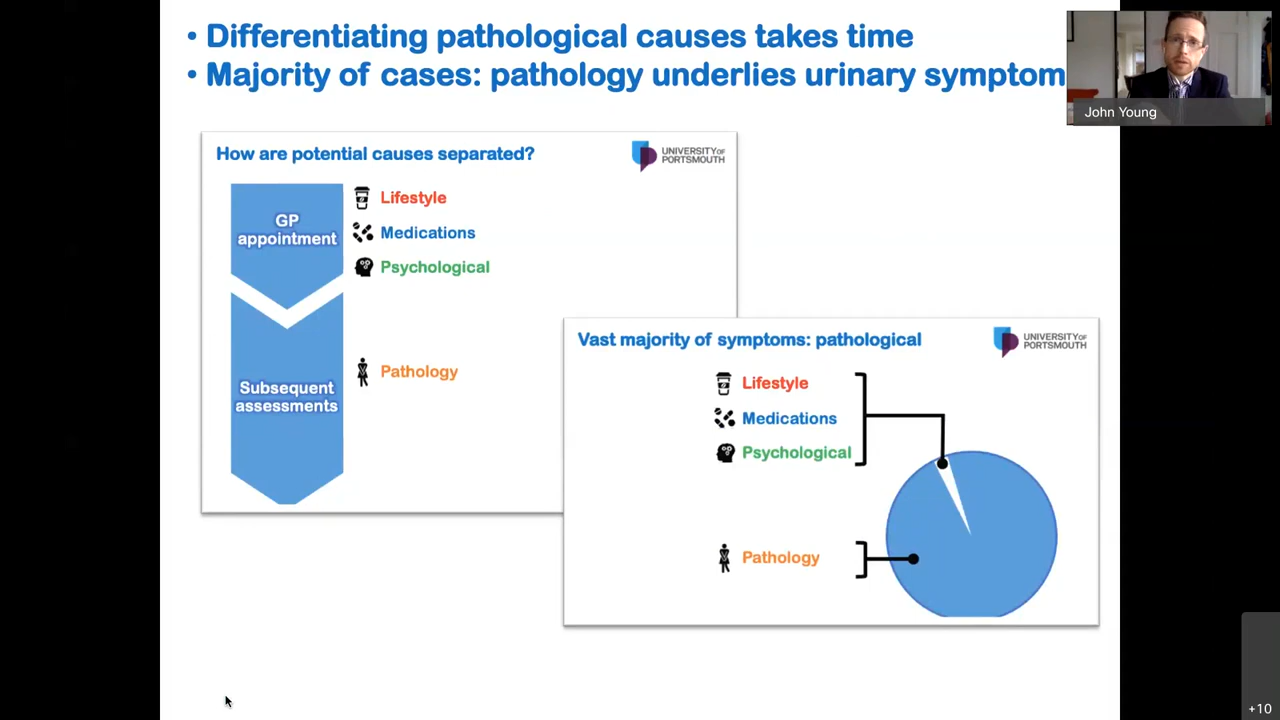 • Differentiating pathological causes takes time
• Majority of cases: pathology underlies urinary symptom
John Young
How are potential causes separated?
UNIVERSITY OF
PORTSMOUTH
GP
appointment
Lifestyle
Medications
Psychological
Subsequent
assessments
Pathology
Vast majority of symptoms: pathological
UNIVERSITY OF
PORTSMOUTH
Lifestyle
Medications
Psychological
Pathology
+10